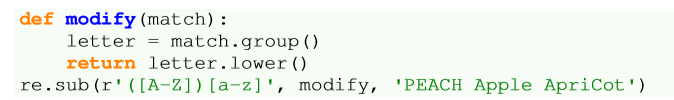 def modify(match):
    letter = match.group()
    return letter.lower()
re.sub(r'([A-Z])[a-z]', modify, 'PEACH Apple ApriCot')